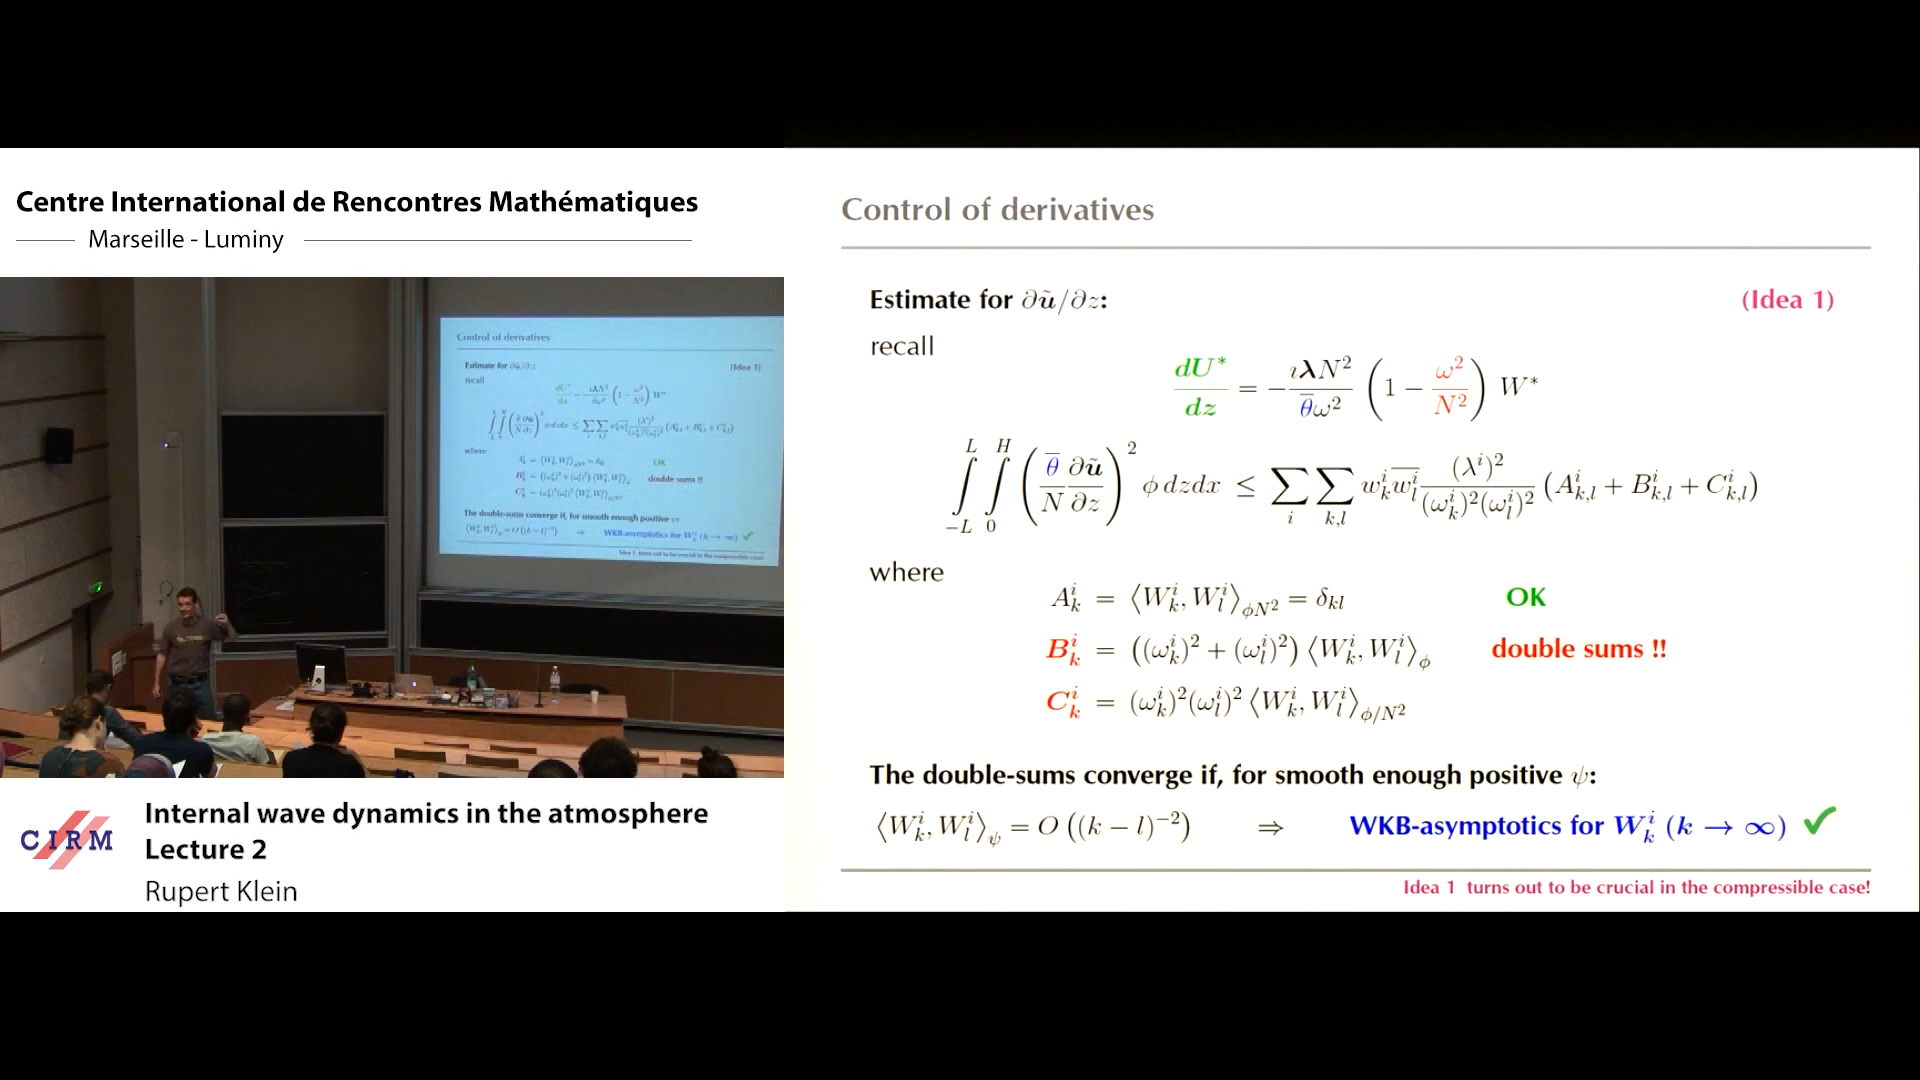 Centre International de Rencontres Mathématiques
Marseille - Luminy
Control of derivatives
Estimate for ∂ũ/∂z: (Idea 1)
recall
dU*/dz = −(ıλN²/θ̅ω²) (1 − ω²/N²) W*
∫_{−L}^{L} ∫_{0}^{H} (θ̅/N ∂ũ/∂z)² ϕ dzdx ≤ ∑_i ∑_{k,l} w_k^i \overline{w_l^i} (λ^i)²/((ω_k^i)²(ω_l^i)²) (A_{k,l}^i + B_{k,l}^i + C_{k,l}^i)
where
A_k^i = ⟨W_k^i, W_l^i⟩_{ϕN²} = δ_{kl} OK
B_k^i = ((ω_k^i)² + (ω_l^i)²) ⟨W_k^i, W_l^i⟩_ϕ double sums !!
C_k^i = (ω_k^i)²(ω_l^i)² ⟨W_k^i, W_l^i⟩_{ϕ/N²}
The double-sums converge if, for smooth enough positive ψ:
⟨W_k^i, W_l^i⟩_ψ = O((k − l)^{−2}) ⇒ WKB-asymptotics for W_k^i (k → ∞) ✓
Idea 1 turns out to be crucial in the compressible case!
CIRM
Internal wave dynamics in the atmosphere
Lecture 2
Rupert Klein